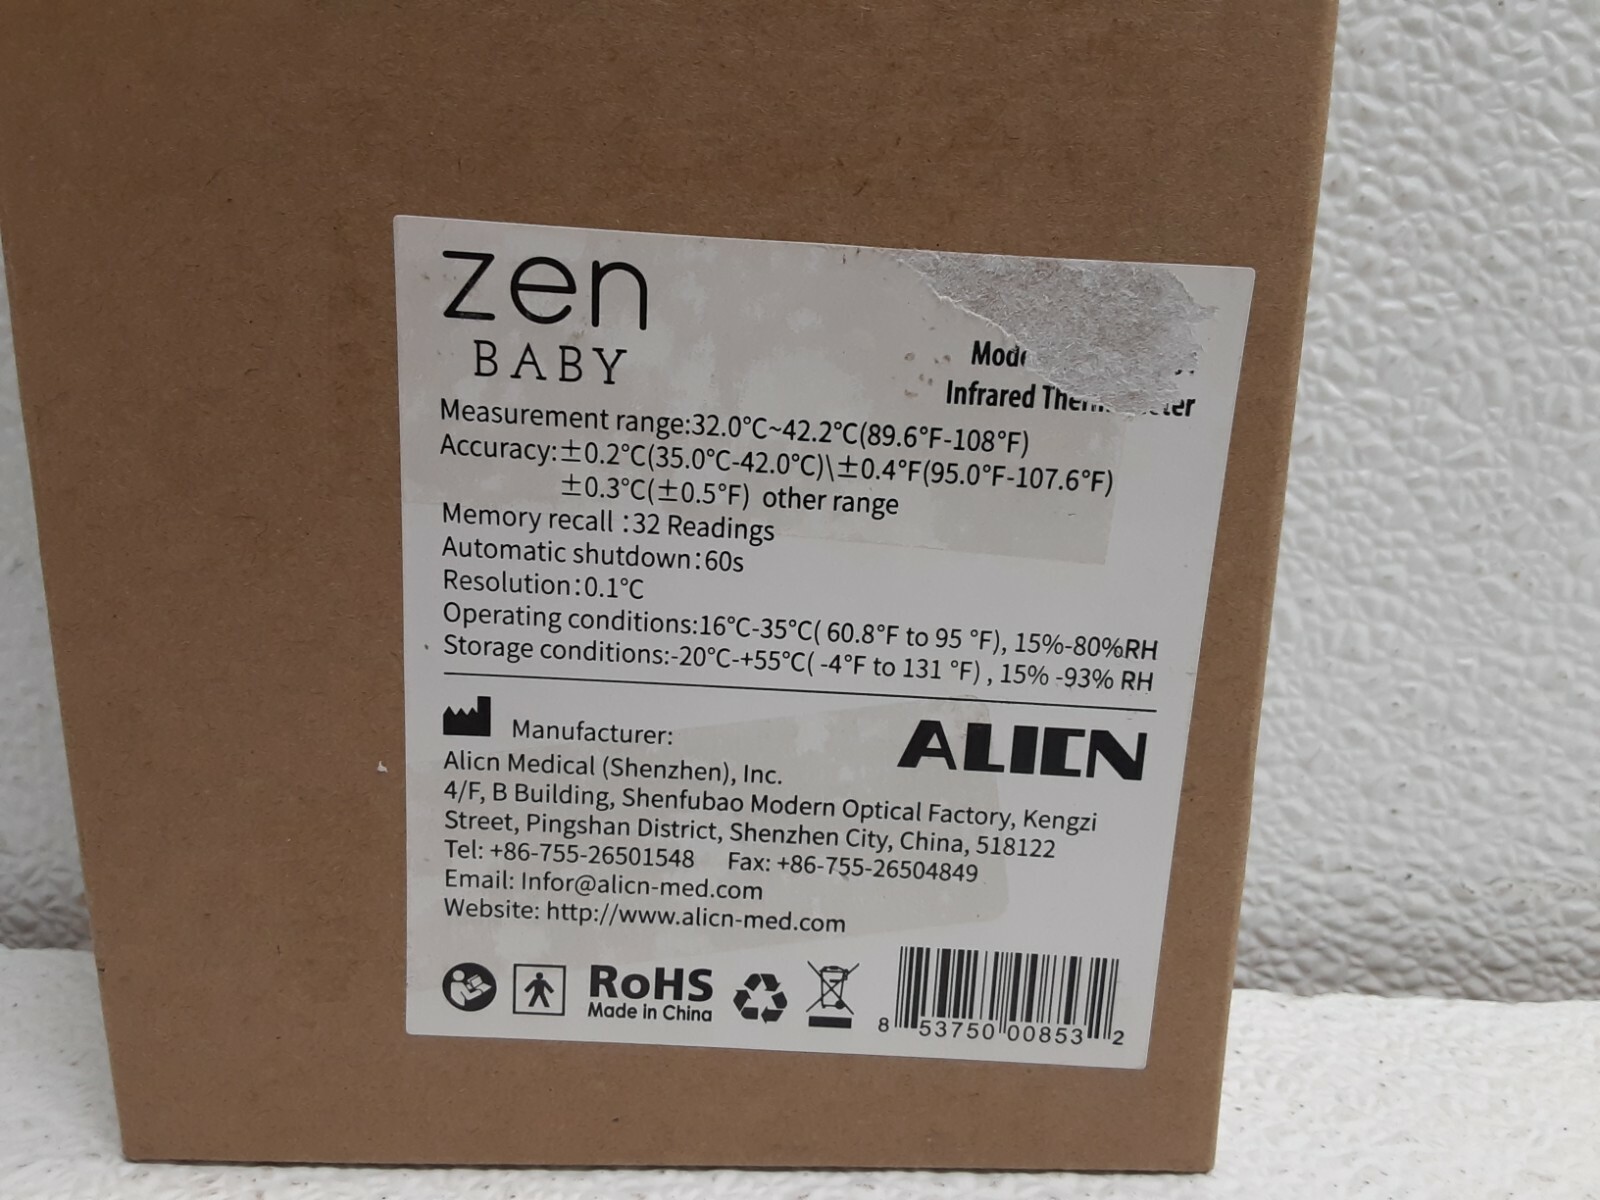 zen
BABY
Infrared
Measurement range:32.0°C~42.2°C(89.6°F-108°F)
Accuracy:±0.2°C(35.0°C-42.0°C)\±0.4°F(95.0°F-107.6°F)
±0.3°C(±0.5°F) other range
Memory recall :32 Readings
Automatic shutdown:60s
Resolution:0.1°C
Operating conditions:16°C-35°C( 60.8°F to 95 °F), 15%-80%RH
Storage conditions:-20°C-+55°C( -4°F to 131 °F) , 15% -93% RH
Manufacturer:
ALICN
Alicn Medical (Shenzhen), Inc.
4/F, B Building, Shenfubao Modern Optical Factory, Kengzi
Street, Pingshan District, Shenzhen City, China, 518122
Tel: +86-755-26501548 Fax: +86-755-26504849
Email: Infor@alicn-med.com
Website: http://www.alicn-med.com
RoHS
Made in China
8 53750 00853 2